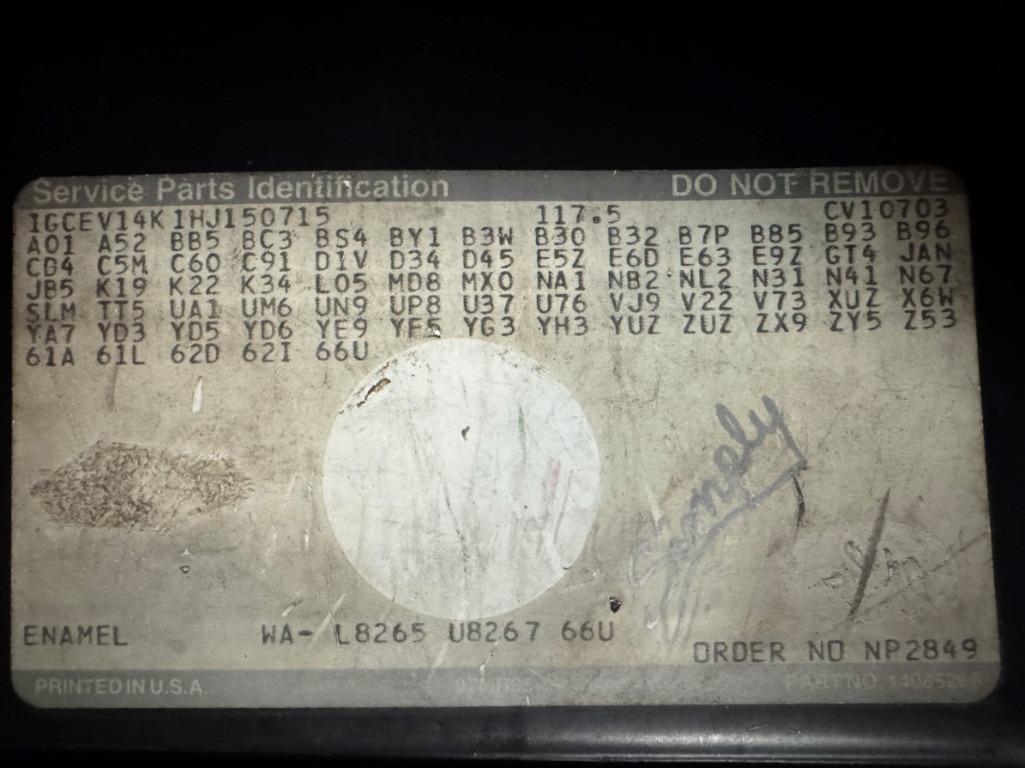 Service Parts Identification DO NOT REMOVE
1GCEV14K1HJ150715 117.5 CV10703
A01 A52 BB5 BC3 BS4 BY1 B3W B30 B32 B7P B85 B93 B96
CG4 C5M C60 C91 D1V D34 D45 E5Z E6D E63 E9Z GT4 JAN
JB5 K19 K22 K34 L05 MD8 MX0 NA1 NB2 NL2 N31 N41 N67
SLM TT5 UA1 UM6 UN9 UP8 U37 U76 VJ9 V22 V73 XUZ X6W
YA7 YD3 YD5 YD6 YE9 YF5 YG3 YH3 YUZ ZUZ ZX9 ZY5 Z53
61A 61L 62D 62I 66U
ENAMEL WA- L8265 U8267 66U
ORDER NO NP2849
PRINTED IN U.S.A. PART NO.